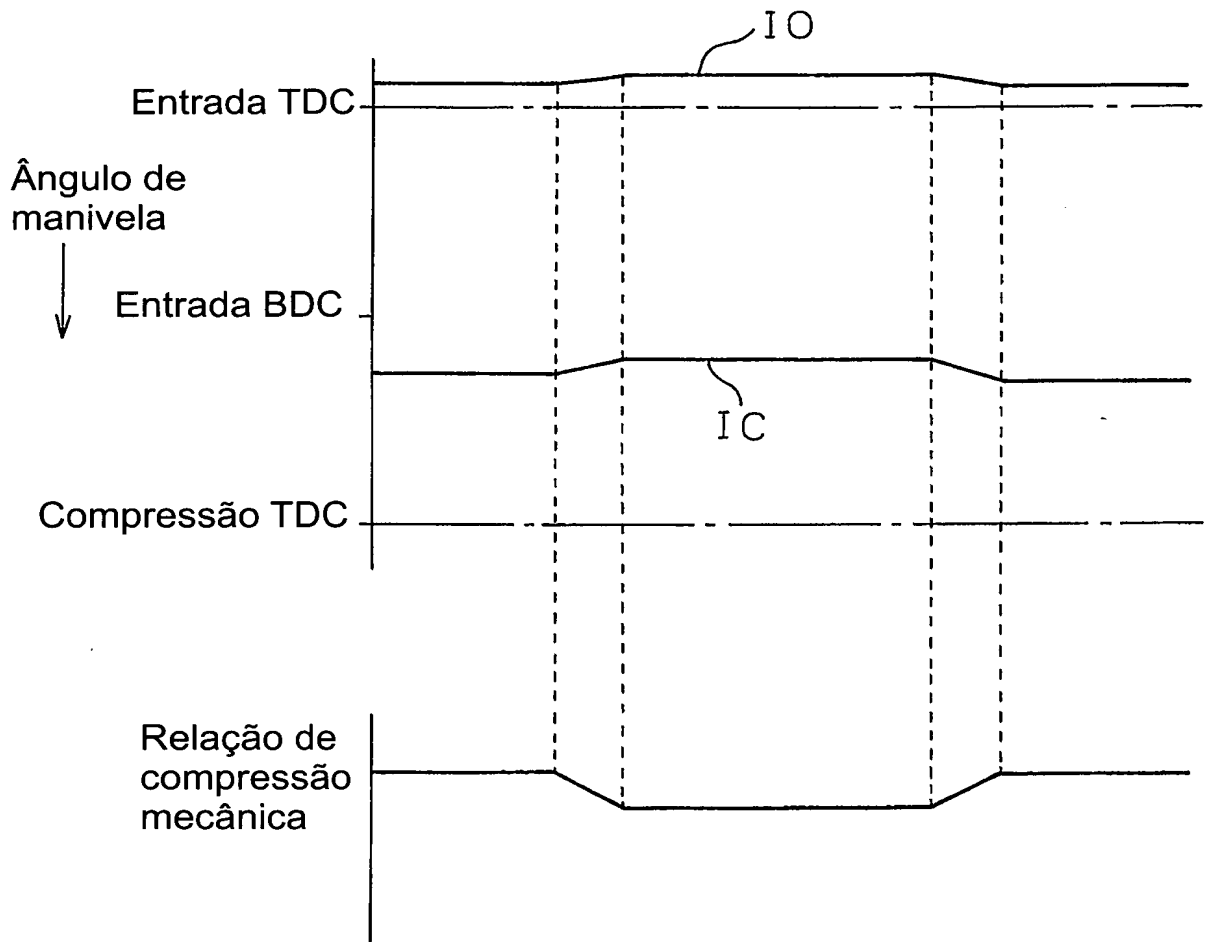 IO
Entrada TDC
Ângulo de
manivela
Entrada BDC
IC
Compressão TDC
Relação de
compressão
mecânica